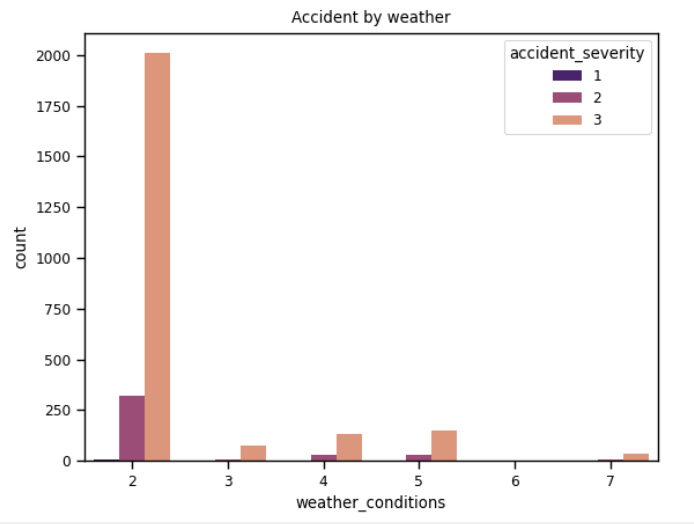 Accident by weather
accident_severity
1
2
3
2000
1750
1500
1250
1000
750
500
250
0
count
2 3 4 5 6 7
weather_conditions